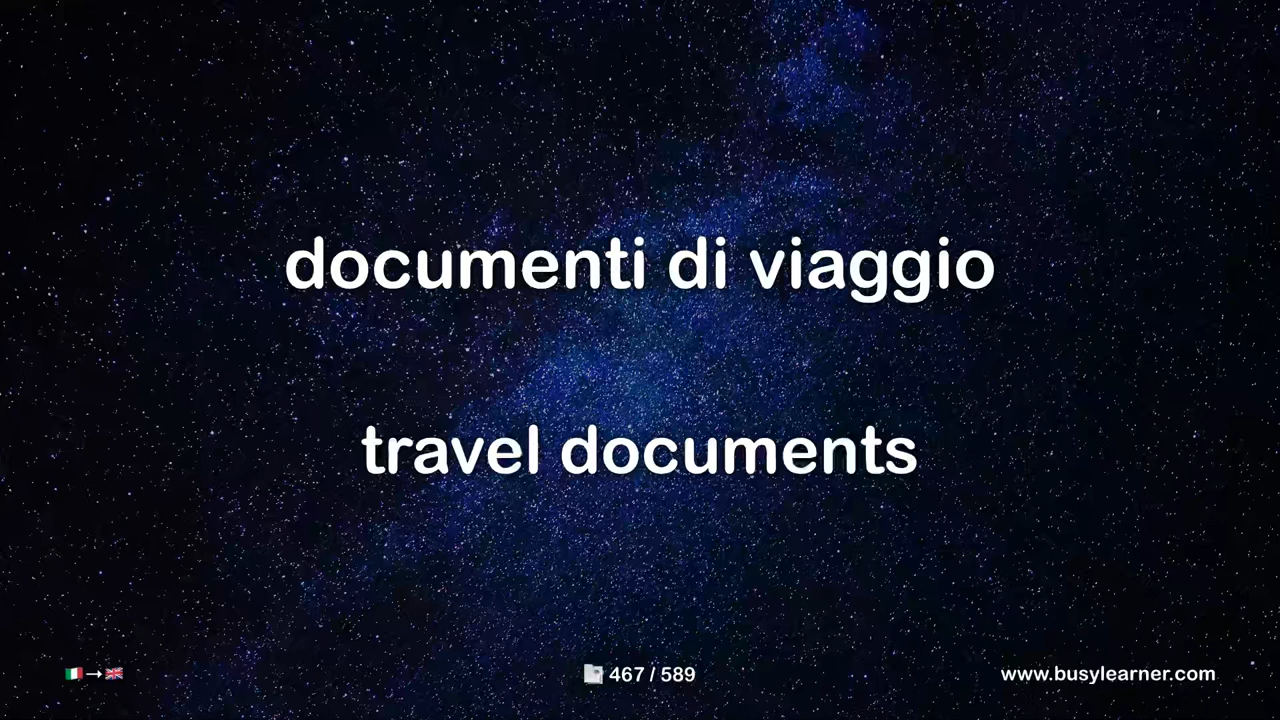 documenti di viaggio
travel documents
🇮🇹→🇬🇧
467 / 589
www.busylearner.com